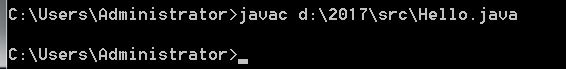 C:\Users\Administrator>javac d:\2017\src\Hello.java
C:\Users\Administrator>_